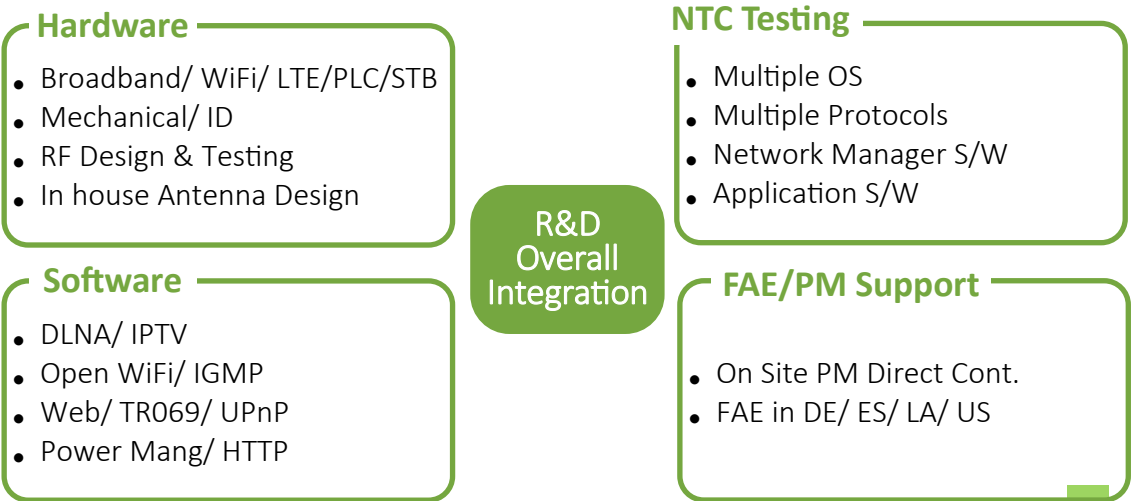 Hardware
Broadband/ WiFi/ LTE/PLC/STB
Mechanical/ ID
RF Design & Testing
In house Antenna Design
NTC Testing
Multiple OS
Multiple Protocols
Network Manager S/W
Application S/W
R&D
Overall
Integration
Software
DLNA/ IPTV
Open WiFi/ IGMP
Web/ TR069/ UPnP
Power Mang/ HTTP
FAE/PM Support
On Site PM Direct Cont.
FAE in DE/ ES/ LA/ US